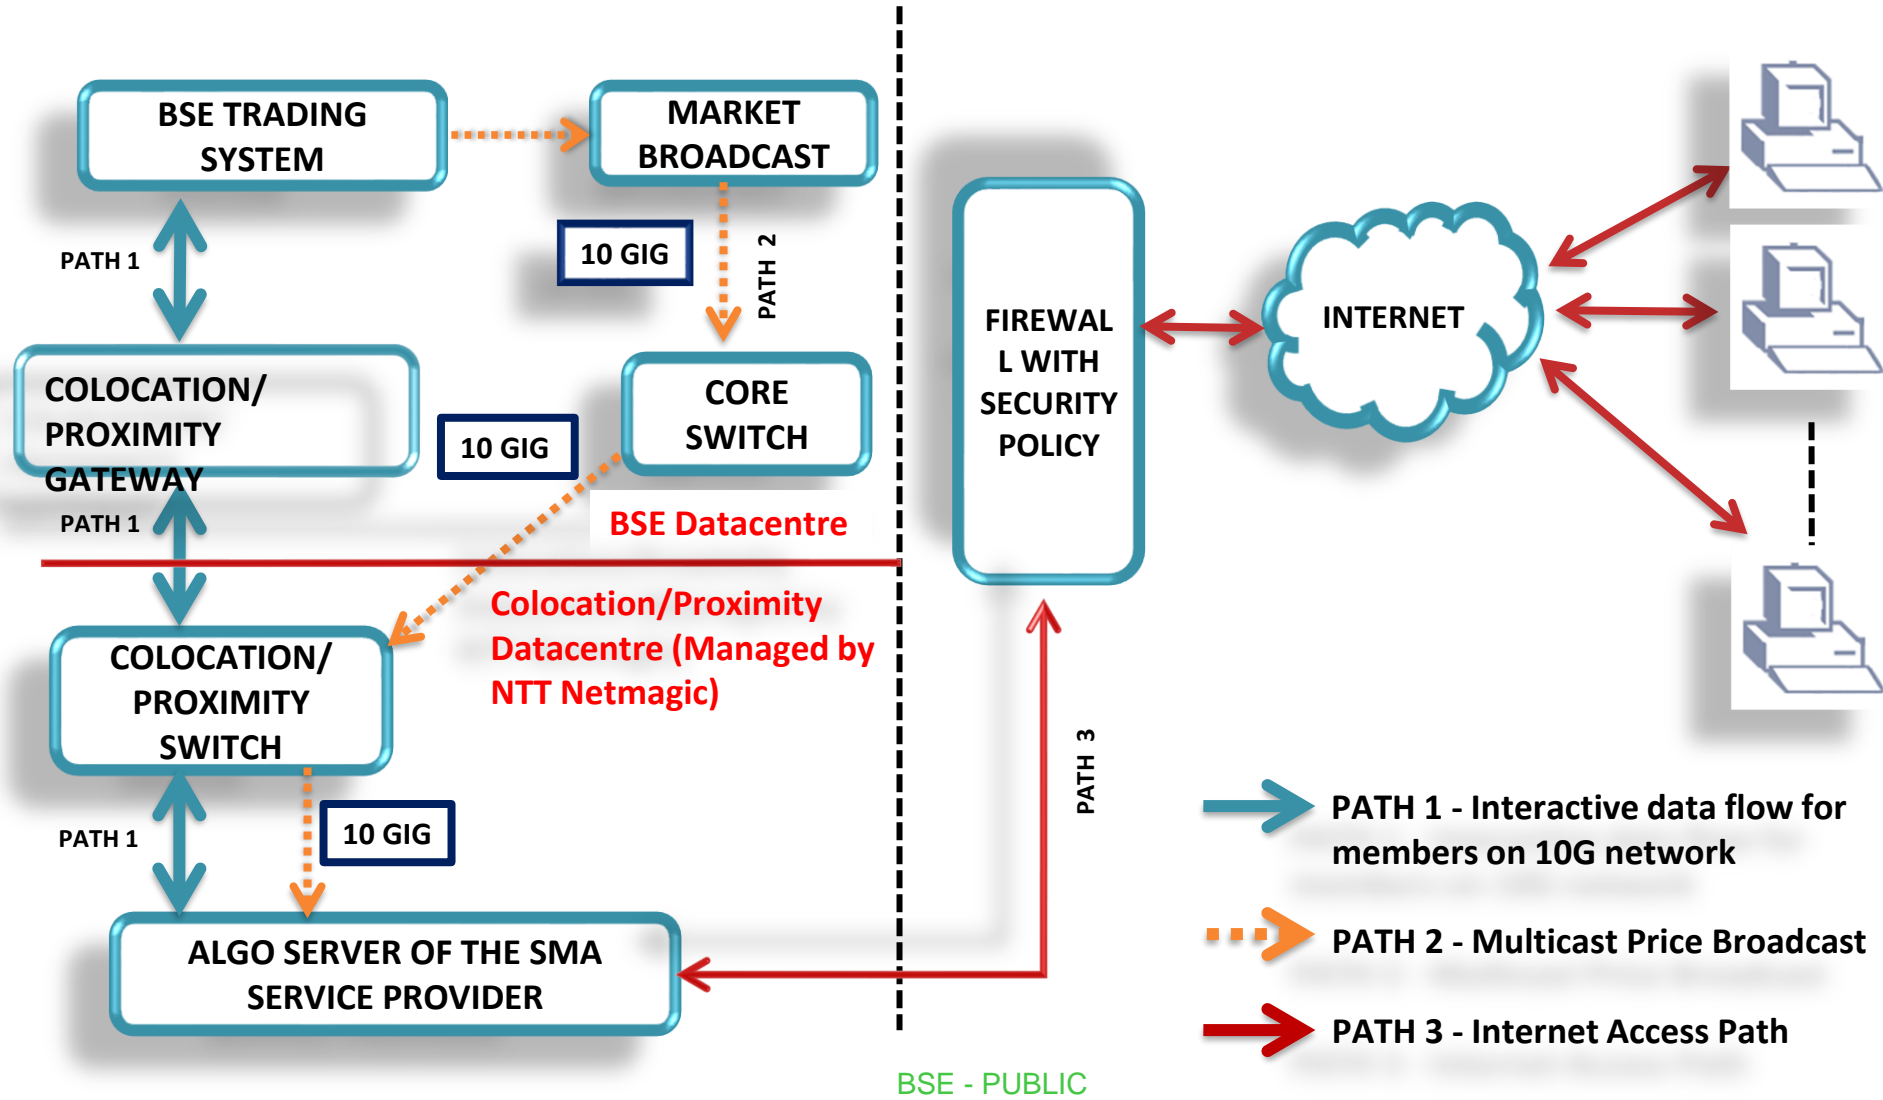 BSE TRADING
SYSTEM
MARKET
BROADCAST
PATH 1
10 GIG
PATH 2
COLOCATION/
PROXIMITY
GATEWAY
10 GIG
CORE
SWITCH
PATH 1
BSE Datacentre
Colocation/Proximity
Datacentre (Managed by
NTT Netmagic)
COLOCATION/
PROXIMITY
SWITCH
PATH 1
10 GIG
ALGO SERVER OF THE SMA
SERVICE PROVIDER
FIREWAL
L WITH
SECURITY
POLICY
INTERNET
PATH 3
PATH 1 - Interactive data flow for
members on 10G network
PATH 2 - Multicast Price Broadcast
PATH 3 - Internet Access Path
BSE - PUBLIC